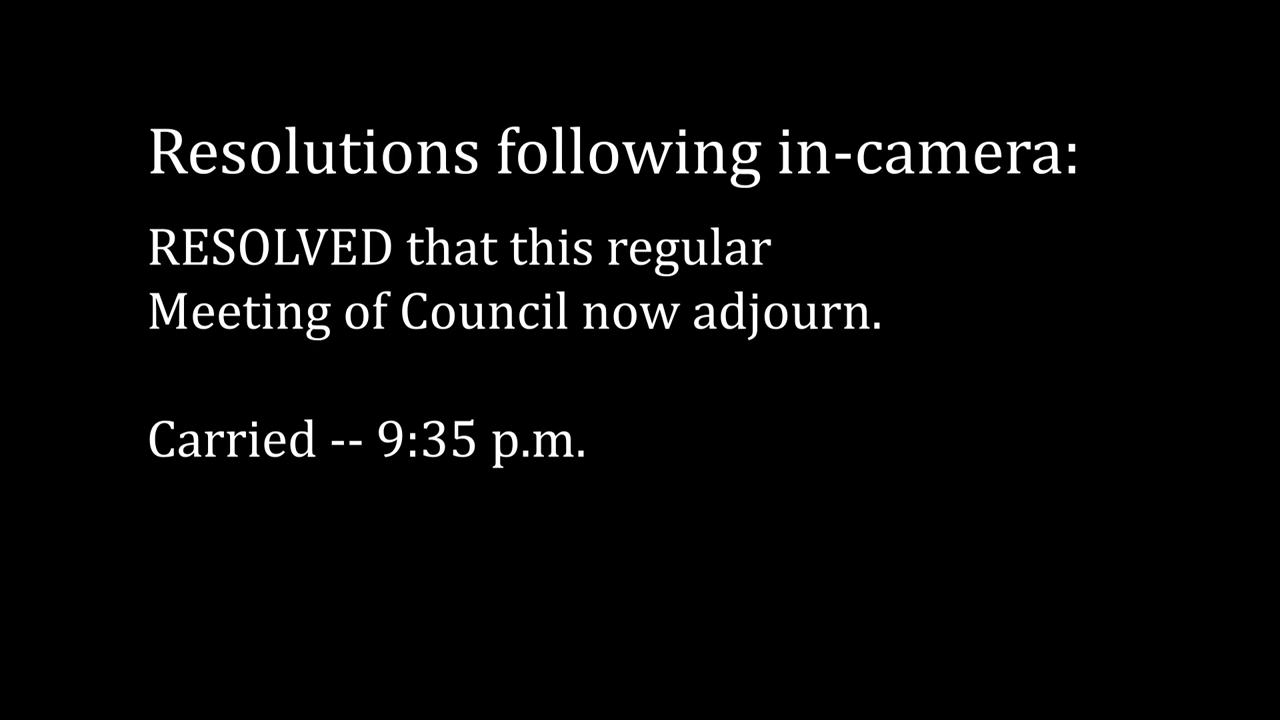 Resolutions following in-camera:
RESOLVED that this regular
Meeting of Council now adjourn.
Carried -- 9:35 p.m.